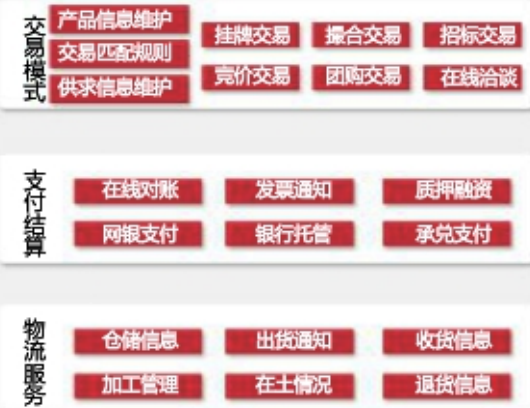 交易模式
产品信息维护
交易匹配规则
供求信息维护
挂牌交易 撮合交易 招标交易
竞价交易 团购交易 在线洽谈
支付结算
在线对账 发票通知 质押融资
网银支付 银行托管 承兑支付
物流服务
仓储信息 出货通知 收货信息
加工管理 在土情况 退货信息